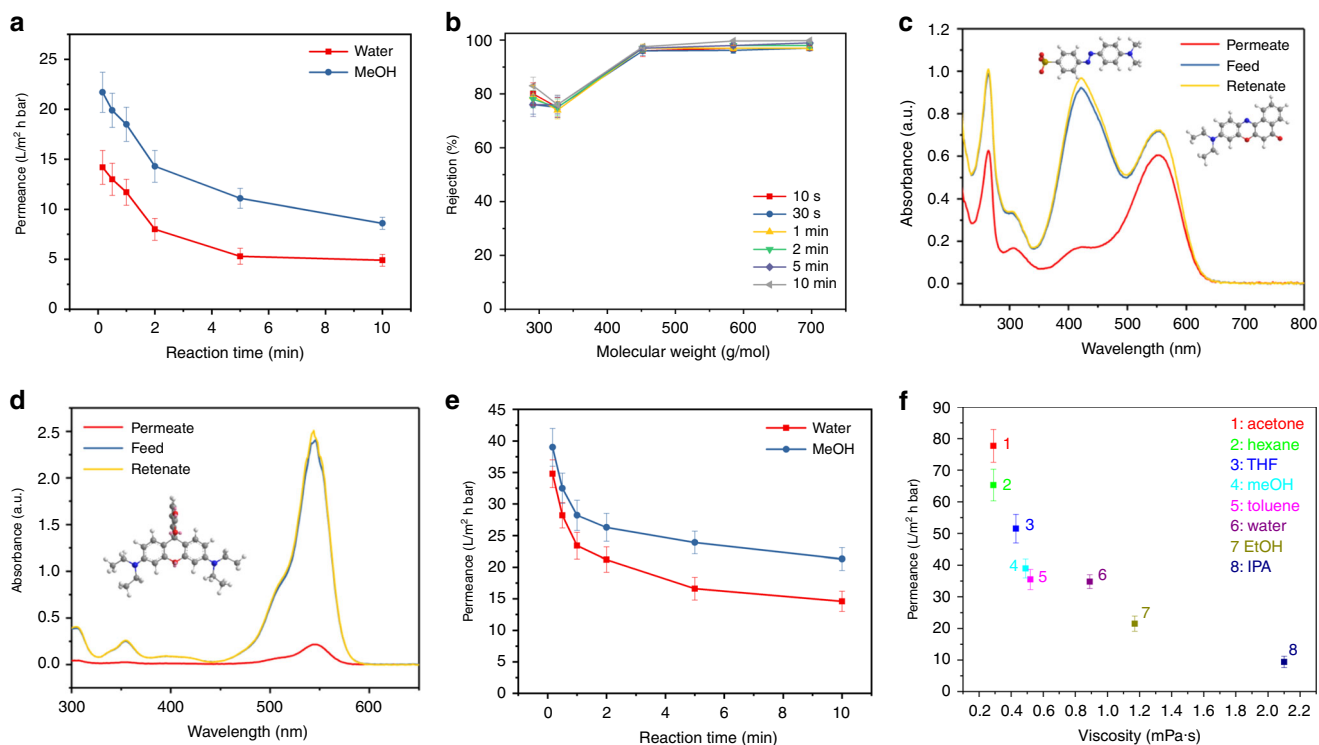 a
Permeance (L/m² h bar)
25
20
15
10
5
0
Water
MeOH
0 2 4 6 8 10
Reaction time (min)
b
Rejection (%)
100
80
60
40
20
0
10 s
30 s
1 min
2 min
5 min
10 min
300 400 500 600 700
Molecular weight (g/mol)
c
Absorbance (a.u.)
1.2
1.0
0.8
0.6
0.4
0.2
0.0
Permeate
Feed
Retenate
300 400 500 600 700 800
Wavelength (nm)
d
Absorbance (a.u.)
2.5
2.0
1.5
1.0
0.5
0.0
Permeate
Feed
Retenate
300 400 500 600
Wavelength (nm)
e
Permeance (L/m² h bar)
45
40
35
30
25
20
15
10
5
0
Water
MeOH
0 2 4 6 8 10
Reaction time (min)
f
Permeance (L/m² h bar)
90
80
70
60
50
40
30
20
10
0
1
2
3
4
5
6
7
8
1: acetone
2: hexane
3: THF
4: meOH
5: toluene
6: water
7 EtOH
8: IPA
0.2 0.4 0.6 0.8 1.0 1.2 1.4 1.6 1.8 2.0 2.2
Viscosity (mPa·s)